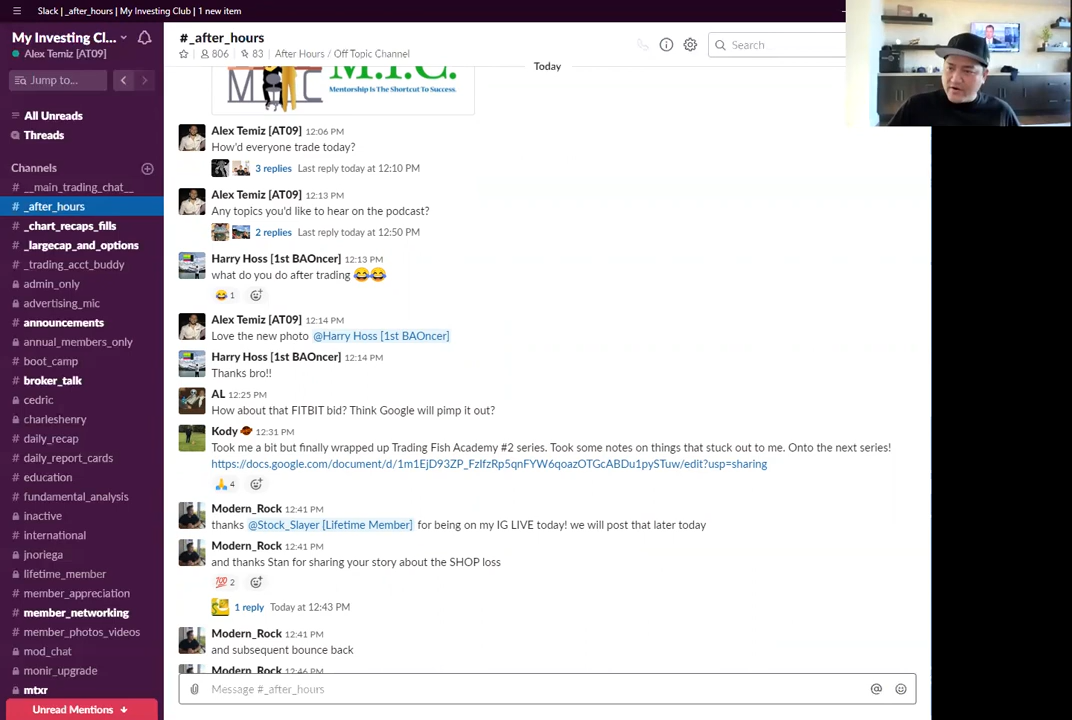 Slack | _after_hours | My Investing Club | 1 new item
My Investing Cl...
Alex Temiz [AT09]
Jump to...
All Unreads
Threads
Channels
# __main_trading_chat__
# _after_hours
# _chart_recaps_fills
# _largecap_and_options
# _trading_acct_buddy
admin_only
advertising_mic
# announcements
annual_members_only
# boot_camp
# broker_talk
# cedric
charleshenry
# daily_recap
# daily_report_cards
# education
# fundamental_analysis
inactive
# international
jnoriega
lifetime_member
# member_appreciation
# member_networking
# member_photos_videos
mod_chat
monir_upgrade
# mtxr
Unread Mentions
#_after_hours
806
83
After Hours / Off Topic Channel
Search
Today
M.I.C.
Mentorship Is The Shortcut To Success.
Alex Temiz [AT09] 12:06 PM
How'd everyone trade today?
3 replies Last reply today at 12:10 PM
Alex Temiz [AT09] 12:13 PM
Any topics you'd like to hear on the podcast?
2 replies Last reply today at 12:50 PM
Harry Hoss [1st BAOncer] 12:13 PM
what do you do after trading 😂😂
😂 1
Alex Temiz [AT09] 12:14 PM
Love the new photo @Harry Hoss [1st BAOncer]
Harry Hoss [1st BAOncer] 12:14 PM
Thanks bro!!
AL 12:25 PM
How about that FITBIT bid? Think Google will pimp it out?
Kody 12:31 PM
Took me a bit but finally wrapped up Trading Fish Academy #2 series. Took some notes on things that stuck out to me. Onto the next series!
https://docs.google.com/document/d/1m1EjD93ZP_FzIfzRp5qnFYW6qoazOTGcABDu1pySTuw/edit?usp=sharing
🙏 4
Modern_Rock 12:41 PM
thanks @Stock_Slayer [Lifetime Member] for being on my IG LIVE today! we will post that later today
Modern_Rock 12:41 PM
and thanks Stan for sharing your story about the SHOP loss
💯 2
1 reply Today at 12:43 PM
Modern_Rock 12:41 PM
and subsequent bounce back
Modern_Rock 12:46 PM
Message #_after_hours